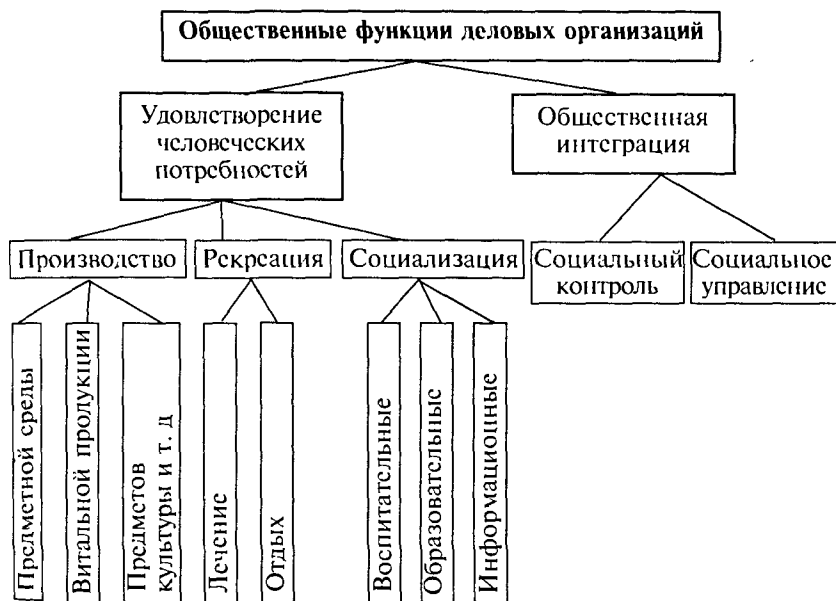 Общественные функции деловых организаций
Удовлетворение
человеческих
потребностей
Общественная
интеграция
Производство
Рекреация
Социализация
Социальный
контроль
Социальное
управление
Предметной среды
Витальной продукции
Предметов
культуры и т. д
Лечение
Отдых
Воспитательные
Образовательные
Информационные